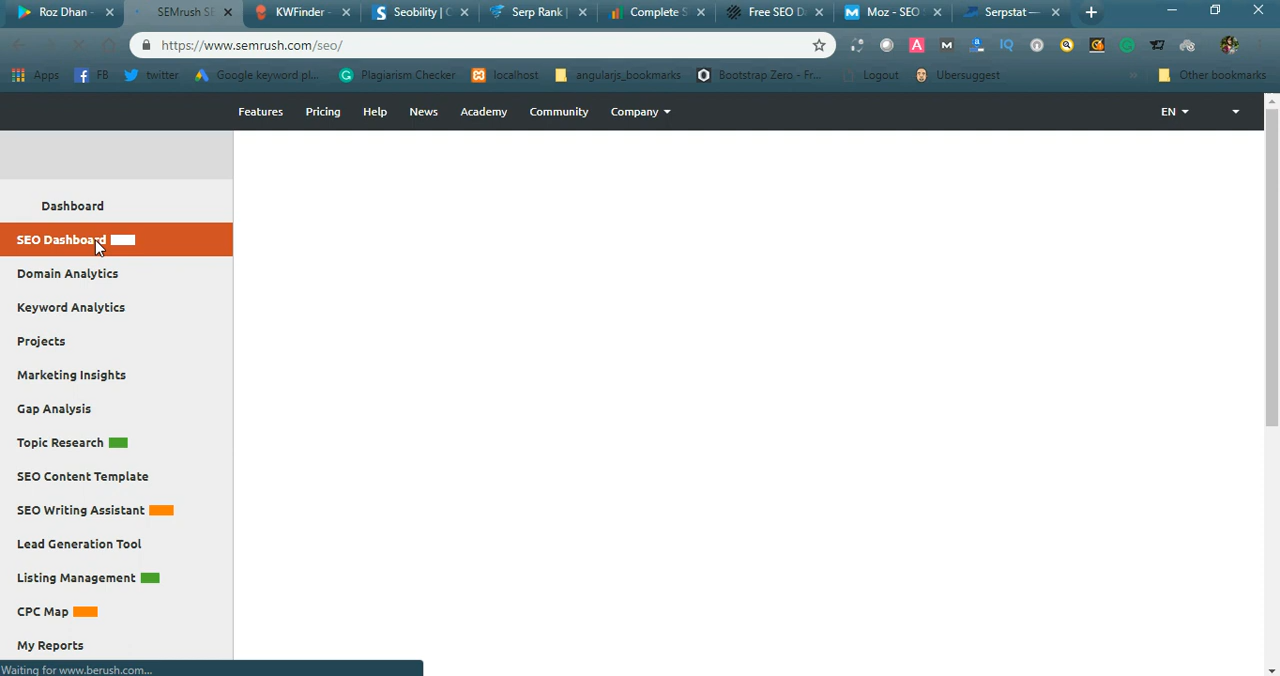 Roz Dhan -
SEMrush SE
KWFinder -
Seobility | C
Serp Rank |
Complete S
Free SEO D
Moz - SEO
Serpstat —
https://www.semrush.com/seo/
Apps
FB
twitter
Google keyword pl...
Plagiarism Checker
localhost
angularjs_bookmarks
Bootstrap Zero - Fr...
Logout
Ubersuggest
»
Other bookmarks
Features
Pricing
Help
News
Academy
Community
Company
EN
Dashboard
SEO Dashboard
Domain Analytics
Keyword Analytics
Projects
Marketing Insights
Gap Analysis
Topic Research
SEO Content Template
SEO Writing Assistant
Lead Generation Tool
Listing Management
CPC Map
My Reports
Waiting for www.berush.com...